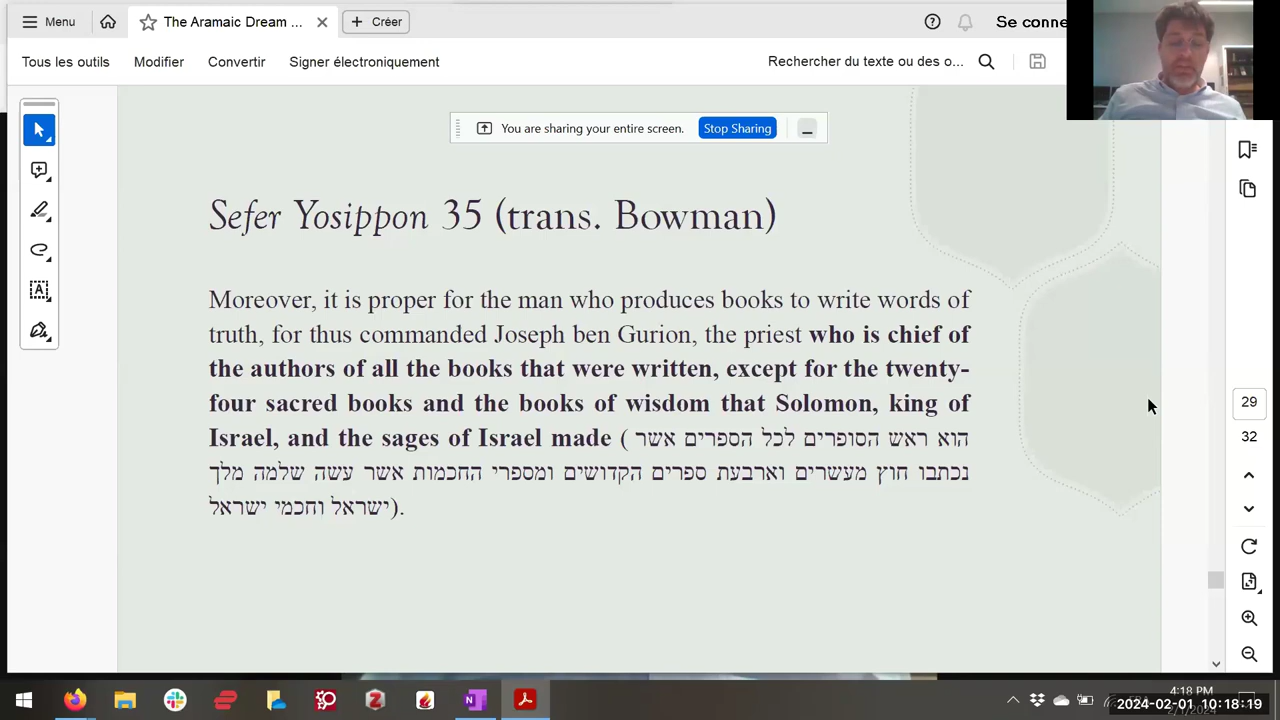 Menu
The Aramaic Dream ...
Créer
Se conne
Tous les outils
Modifier
Convertir
Signer électroniquement
Rechercher du texte ou des o...
You are sharing your entire screen.
Stop Sharing
Sefer Yosippon 35 (trans. Bowman)
Moreover, it is proper for the man who produces books to write words of
truth, for thus commanded Joseph ben Gurion, the priest who is chief of
the authors of all the books that were written, except for the twenty-
four sacred books and the books of wisdom that Solomon, king of
Israel, and the sages of Israel made (הוא ראש הסופרים לכל הספרים אשר
נכתבו חוץ מעשרים וארבעת ספרים הקדושים ומספרי החכמות אשר עשה שלמה מלך
ישראל וחכמי ישראל).
29
32
4:18 PM
2024-02-01 10:18:19